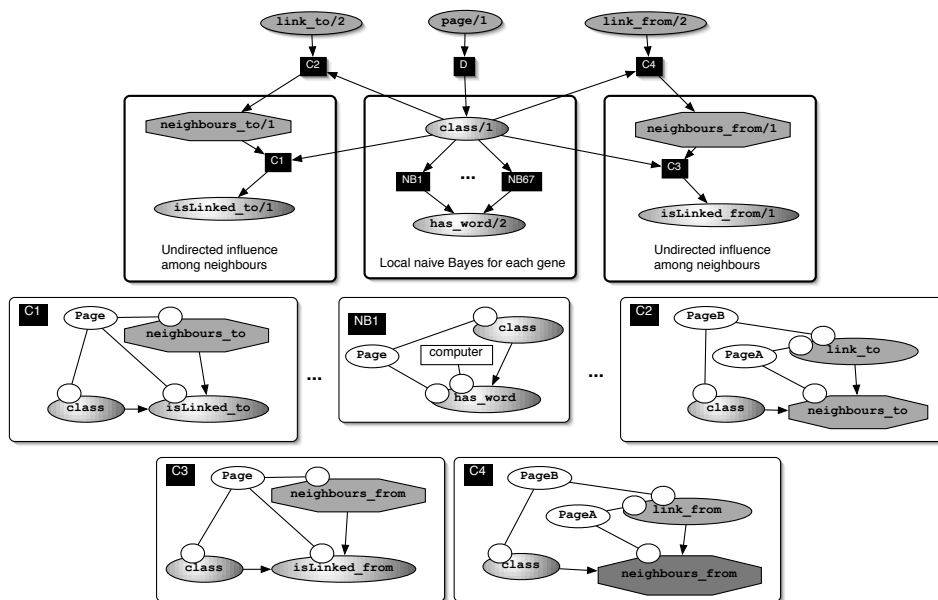 link_to/2
page/1
link_from/2
C2
D
C4
neighbours_to/1
class/1
neighbours_from/1
C1
C3
NB1
...
NB67
isLinked_to/1
has_word/2
isLinked_from/1
Undirected influence
among neighbours
Local naive Bayes for each gene
Undirected influence
among neighbours
C1
Page
neighbours_to
class
isLinked_to
...
NB1
class
Page
computer
has_word
...
C2
PageB
PageA
link_to
class
neighbours_to
C3
Page
neighbours_from
class
isLinked_from
C4
PageB
PageA
link_from
class
neighbours_from